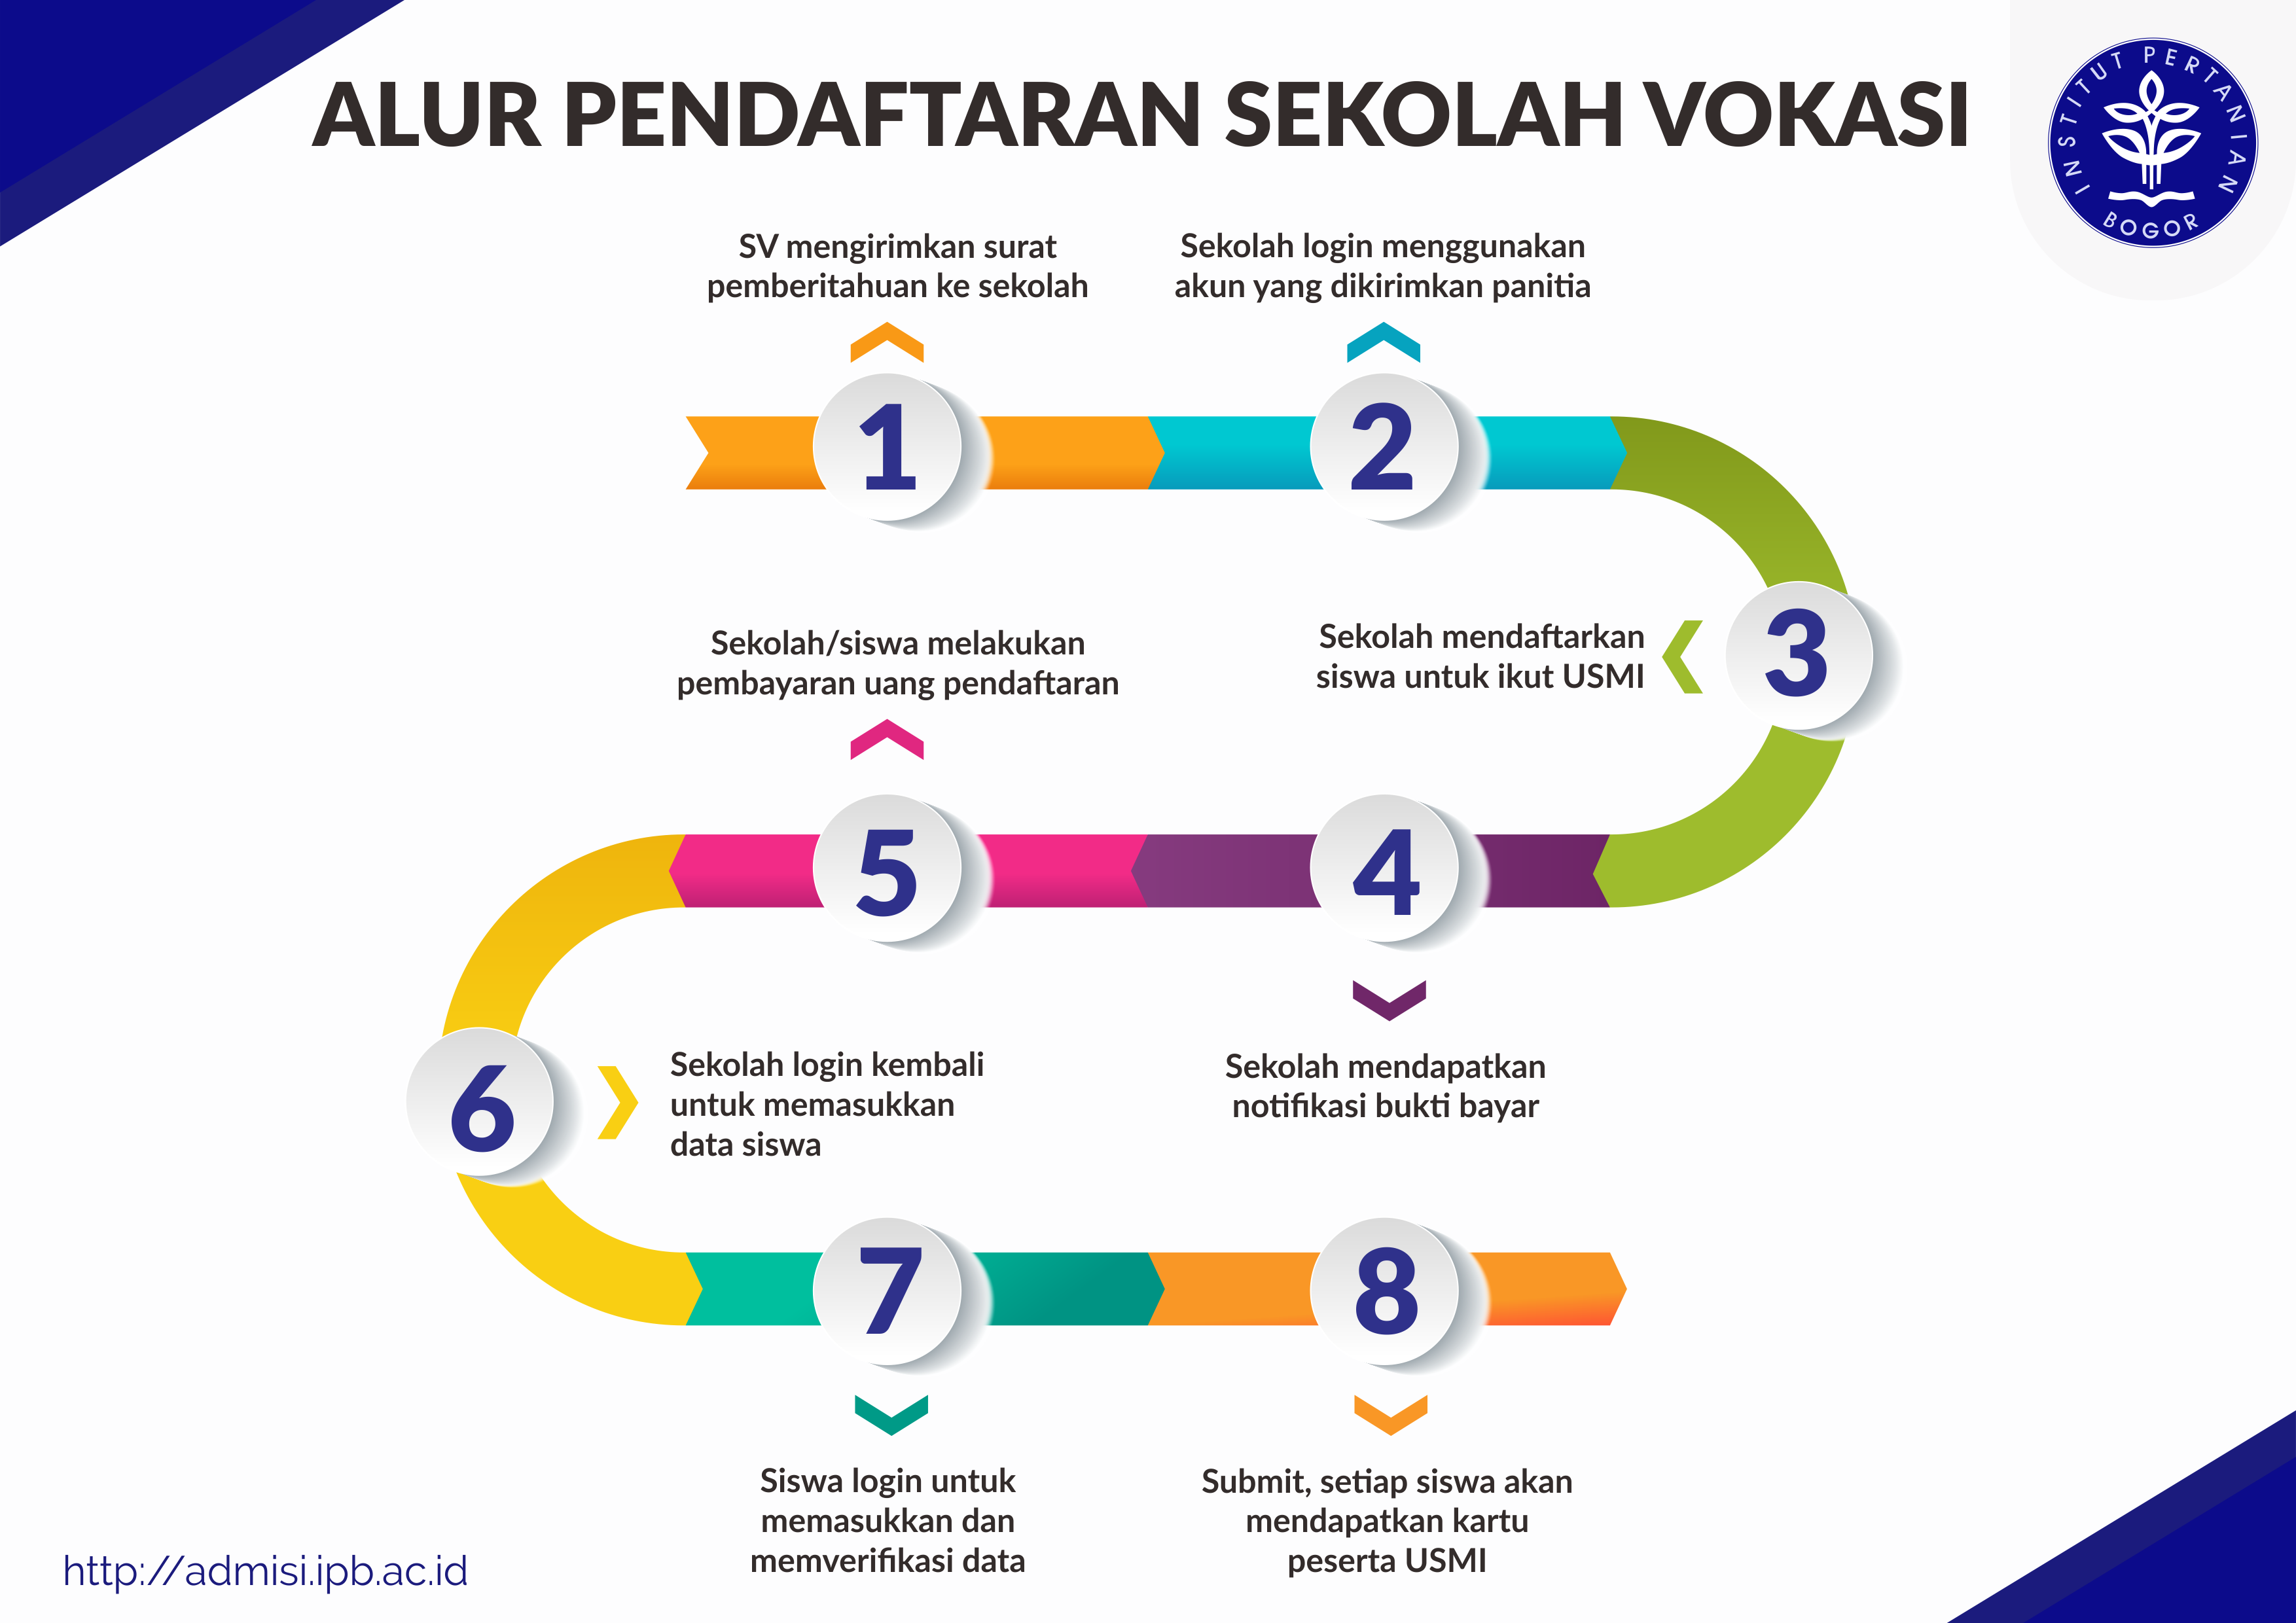 ALUR PENDAFTARAN SEKOLAH VOKASI
INSTITUT PERTANIAN
BOGOR
SV mengirimkan surat
pemberitahuan ke sekolah
1
Sekolah login menggunakan
akun yang dikirimkan panitia
2
Sekolah mendaftarkan
siswa untuk ikut USMI
3
4
Sekolah mendapatkan
notifikasi bukti bayar
Sekolah/siswa melakukan
pembayaran uang pendaftaran
5
6
Sekolah login kembali
untuk memasukkan
data siswa
7
Siswa login untuk
memasukkan dan
memverifikasi data
8
Submit, setiap siswa akan
mendapatkan kartu
peserta USMI
http://admisi.ipb.ac.id